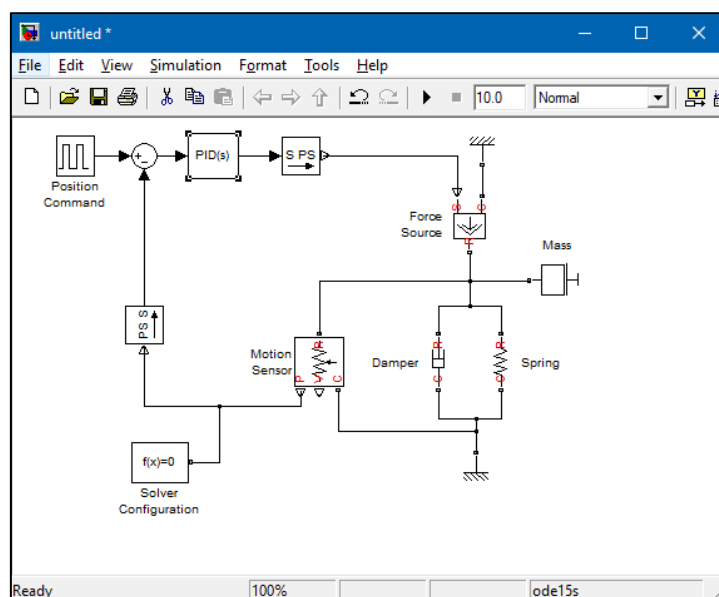 untitled *
File Edit View Simulation Format Tools Help
10.0 Normal
Position
Command
PID(s)
S PS
S C
R
Force
Source
Mass
PS S
Motion
Sensor
R
P V C
Damper
R
C
R
C
Spring
f(x)=0
Solver
Configuration
Ready 100% ode15s